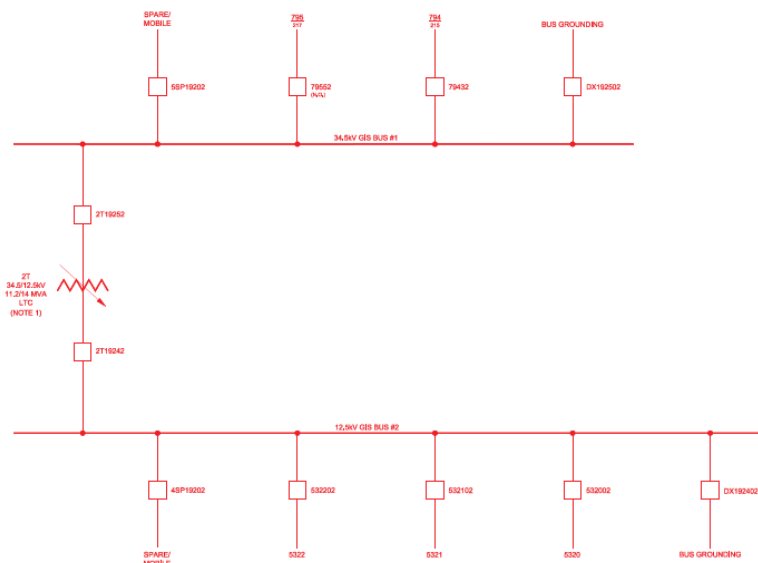 SPARE/
MOBILE
795
217
794
215
BUS GROUNDING
5SP19202
79552
(N.O.)
79432
DX192502
34.5kV GIS BUS #1
2T19252
2T
34.5/12.5kV
11.2/14 MVA
LTC
(NOTE 1)
2T19242
12.5kV GIS BUS #2
4SP19202
532202
532102
532002
DX192402
SPARE/
MOBILE
5322
5321
5320
BUS GROUNDING